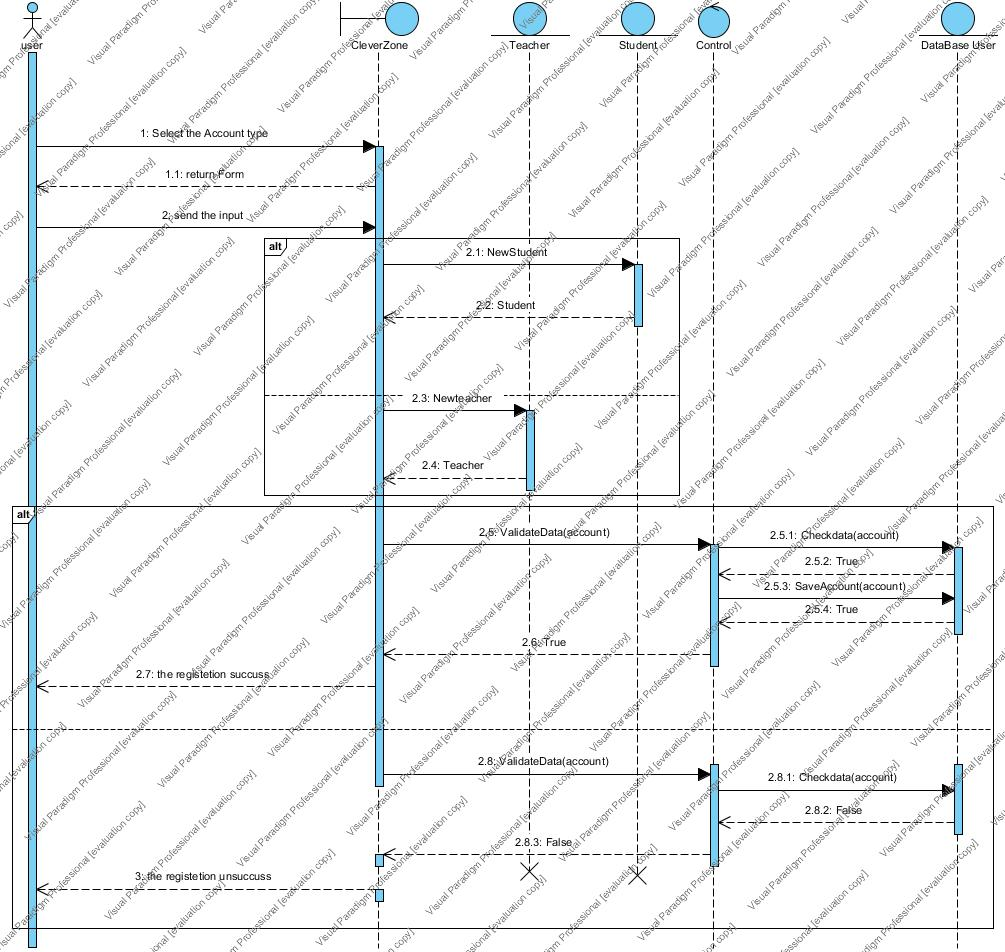 user
CleverZone
Teacher
Student
Control
DataBase User
1: Select the Account type
1.1: return Form
2: send the input
alt
2.1: NewStudent
2.2: Student
2.3: Newteacher
2.4: Teacher
alt
2.5: ValidateData(account)
2.5.1: Checkdata(account)
2.5.2: True
2.5.3: SaveAccount(account)
2.5.4: True
2.6: True
2.7: the registetion succuss
2.8: ValidateData(account)
2.8.1: Checkdata(account)
2.8.2: False
2.8.3: False
3: the registetion unsuccuss
Visual Paradigm Professional [evaluation copy]